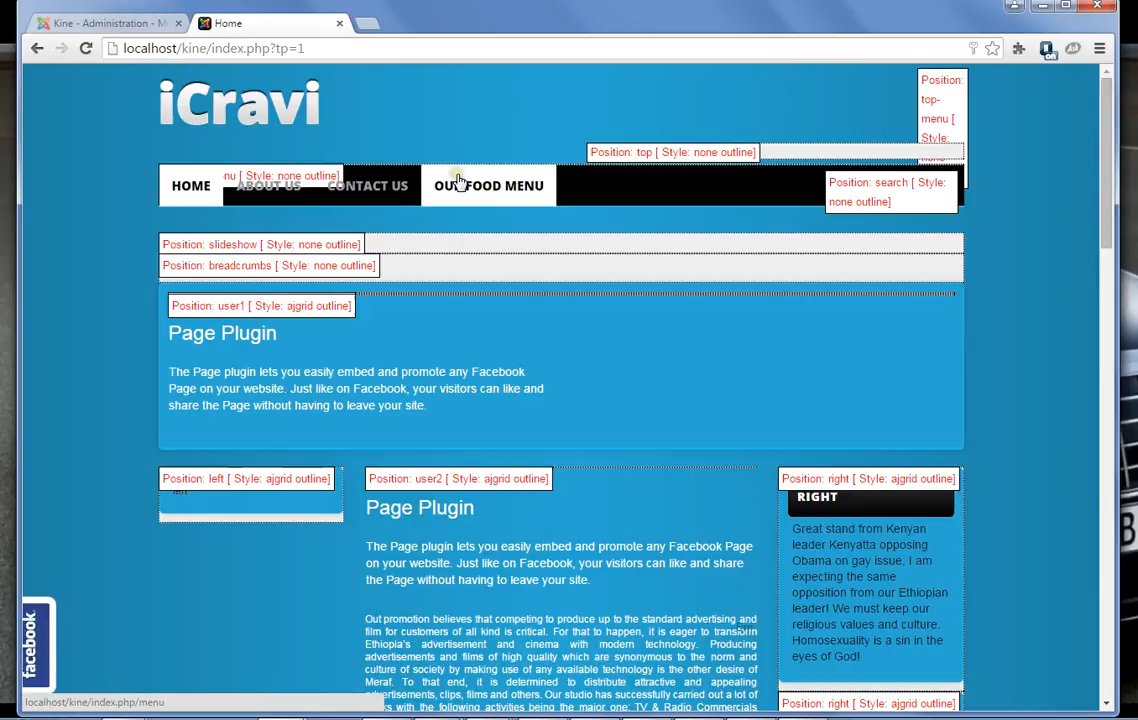 Kine - Administration - M
Home
localhost/kine/index.php?tp=1
on
iCravi
Position:
top-
menu [
Style:
none
Position: top [ Style: none outline]
nu [ Style: none outline]
HOME
ABOUT US
CONTACT US
OUR FOOD MENU
Position: search [ Style:
none outline]
Position: slideshow [ Style: none outline]
Position: breadcrumbs [ Style: none outline]
Position: user1 [ Style: ajgrid outline]
Page Plugin
The Page plugin lets you easily embed and promote any Facebook
Page on your website. Just like on Facebook, your visitors can like and
share the Page without having to leave your site.
Position: left [ Style: ajgrid outline]
left
Position: user2 [ Style: ajgrid outline]
Page Plugin
The Page plugin lets you easily embed and promote any Facebook Page
on your website. Just like on Facebook, your visitors can like and share
the Page without having to leave your site.
Out promotion believes that competing to produce up to the standard advertising and
film for customers of all kind is critical. For that to happen, it is eager to transform
Ethiopia's advertisement and cinema with modern technology. Producing
advertisements and films of high quality which are synonymous to the norm and
culture of society by making use of any available technology is the other desire of
Meraf. To that end, it is determined to distribute attractive and appealing
advertisements, clips, films and others. Our studio has successfully carried out a lot of
with the following activities being the major one: TV & Radio Commercials
Position: right [ Style: ajgrid outline]
RIGHT
Great stand from Kenyan
leader Kenyatta opposing
Obama on gay issue, I am
expecting the same
opposition from our Ethiopian
leader! We must keep our
religious values and culture.
Homosexuality is a sin in the
eyes of God!
Position: right [ Style: ajgrid outline]
facebook
localhost/kine/index.php/menu